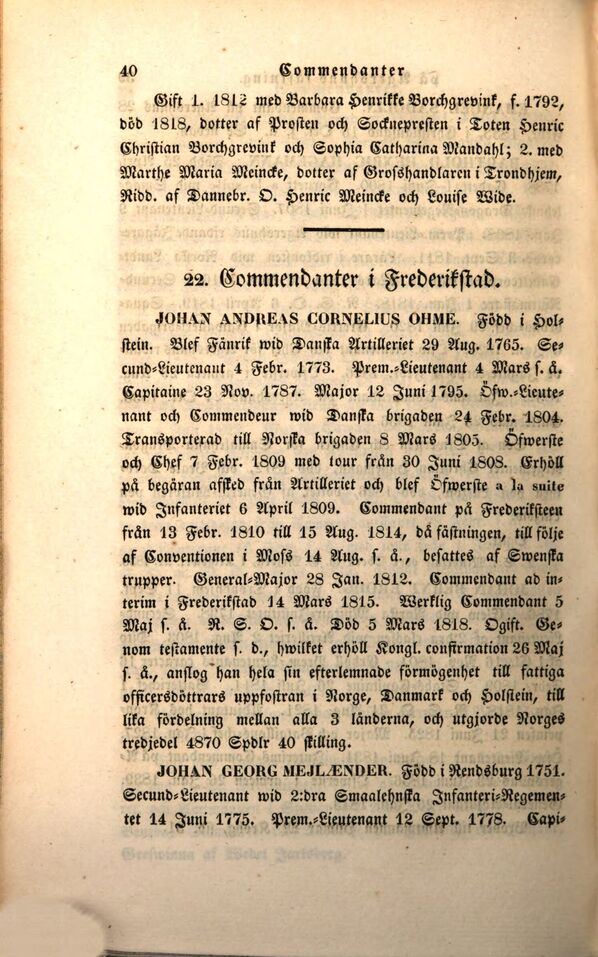 40 Commendanter
Gift 1. 1812 med Barbara Henrikke Borchgrevink, f. 1792,
död 1818, dotter af Prosten och Socknepresten i Toten Henric
Christian Borchgrevink och Sophia Catharina Mandahl; 2. med
Marthe Maria Meincke, dotter af Grosshandlaren i Trondhjem,
Ridd. af Dannebr. O. Henric Meincke och Louise Wide.
22. Commendanter i Frederikstad.
JOHAN ANDREAS CORNELIUS OHME. Född i Hol-
stein. Blef Fänrik wid Danska Artilleriet 29 Aug. 1765. Se-
cund-Lieutenant 4 Febr. 1773. Prem.-Lieutenant 4 Mars s. å.
Capitaine 23 Nov. 1787. Major 12 Juni 1795. Öfw.-Lieute-
nant och Commendeur wid Danska brigaden 24 Febr. 1804.
Transporterad till Norska brigaden 8 Mars 1805. Öfwerste
och Chef 7 Febr. 1809 med tour från 30 Juni 1808. Erhöll
på begäran afsked från Artilleriet och blef Öfwerste a la suite
wid Infanteriet 6 April 1809. Commendant på Frederiksteen
från 13 Febr. 1810 till 15 Aug. 1814, då fästningen, till följe
af Conventionen i Moss 14 Aug. s. å., besattes af Swenska
trupper. General-Major 28 Jan. 1812. Commendant ad in-
terim i Frederikstad 14 Mars 1815. Werklig Commendant 5
Maj s. å. R. S. O. s. å. Död 5 Mars 1818. Ogift. Ge-
nom testamente s. d., hwilket erhöll Kongl. confirmation 26 Maj
s. å., anslog han hela sin efterlemnade förmögenhet till fattiga
officersdöttrars uppfostran i Norge, Danmark och Holstein, till
lika fördelning mellan alla 3 länderna, och utgjorde Norges
tredjedel 4870 Spdlr 40 skilling.
JOHAN GEORG MEJLÆNDER. Född i Rendsburg 1751.
Secund-Lieutenant wid 2:dra Smaalehnska Infanteri-Regemen-
tet 14 Juni 1775. Prem.-Lieutenant 12 Sept. 1778. Capi-